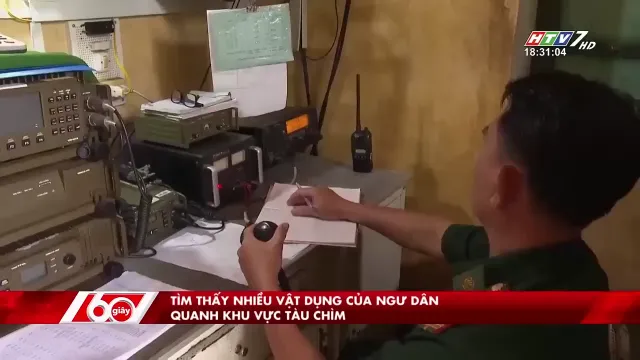 HTV7 HD
18:31:04
60 giây
TÌM THẤY NHIỀU VẬT DỤNG CỦA NGƯ DÂN
QUANH KHU VỰC TÀU CHÌM